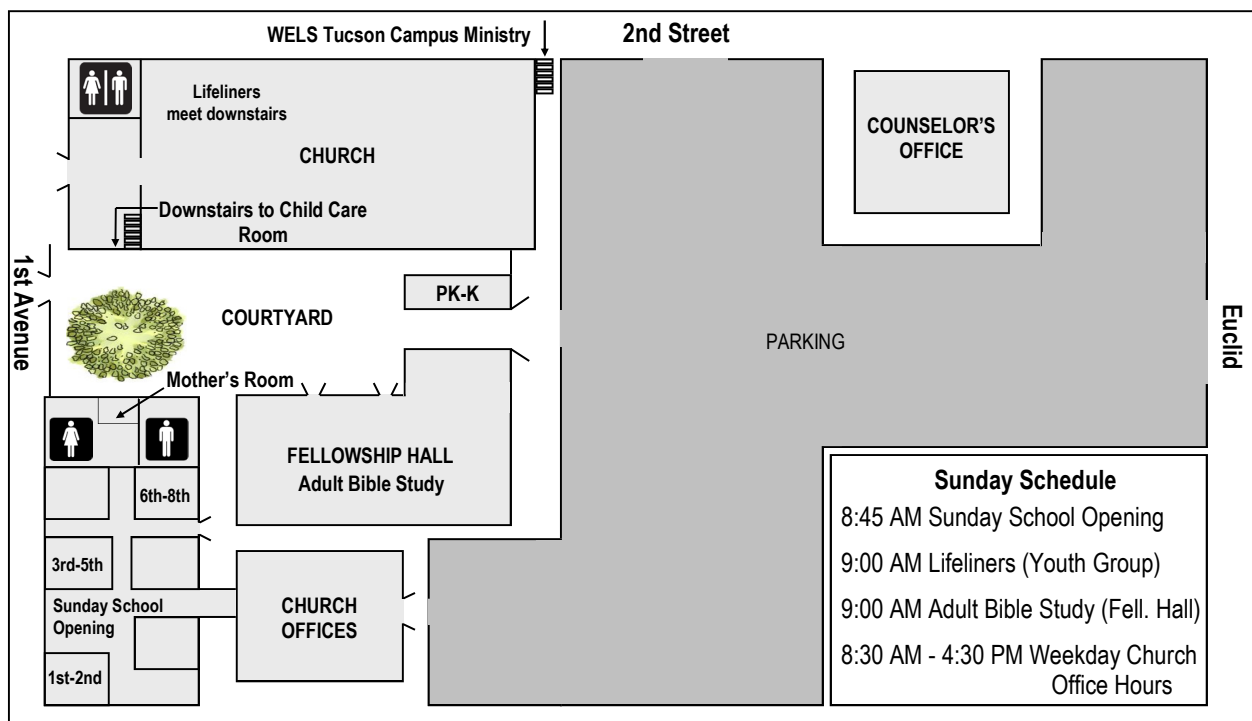 WELS Tucson Campus Ministry
2nd Street
Lifeliners
meet downstairs
CHURCH
COUNSELOR'S
OFFICE
Downstairs to Child Care
Room
1st Avenue
PK-K
COURTYARD
PARKING
Euclid
Mother's Room
FELLOWSHIP HALL
Adult Bible Study
6th-8th
3rd-5th
Sunday School
Opening
1st-2nd
CHURCH
OFFICES
Sunday Schedule
8:45 AM Sunday School Opening
9:00 AM Lifeliners (Youth Group)
9:00 AM Adult Bible Study (Fell. Hall)
8:30 AM - 4:30 PM Weekday Church
Office Hours